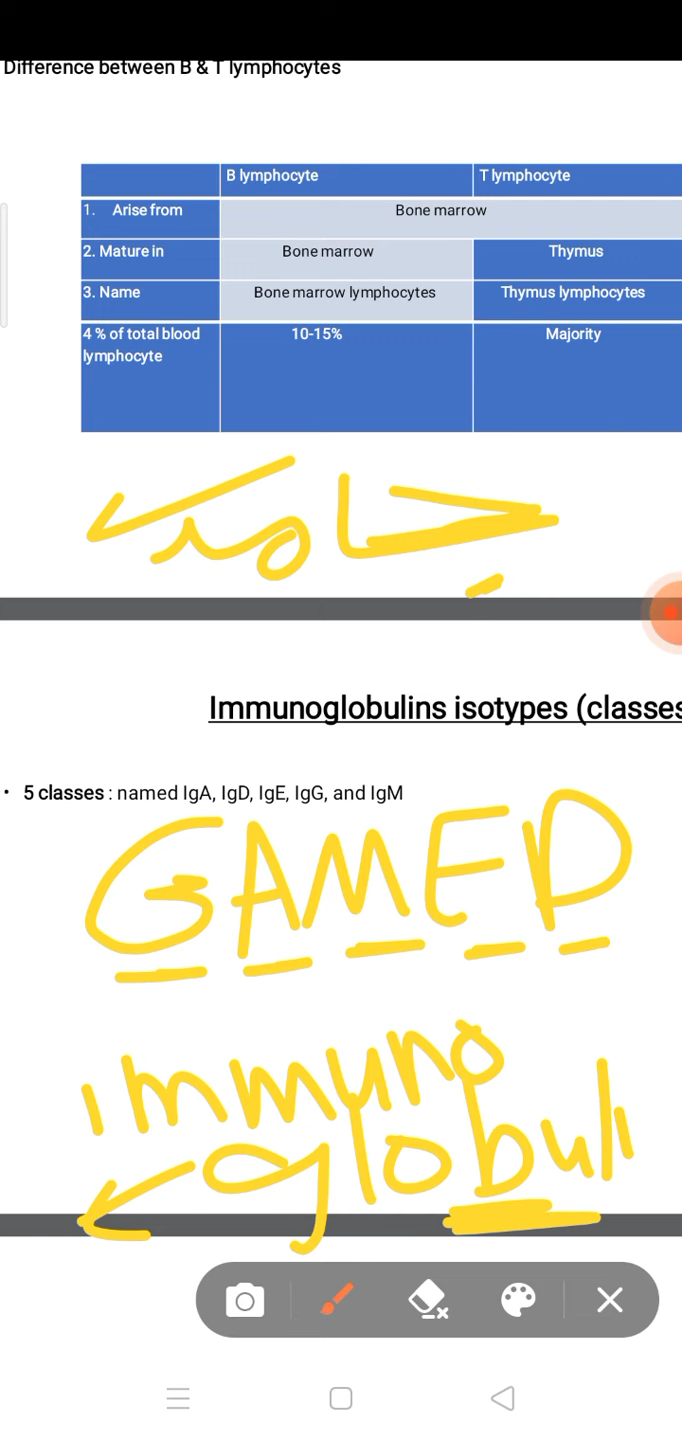 Difference between B & T lymphocytes
B lymphocyte T lymphocyte
1. Arise from Bone marrow
2. Mature in Bone marrow Thymus
3. Name Bone marrow lymphocytes Thymus lymphocytes
4 % of total blood 10-15% Majority
lymphocyte
Immunoglobulins isotypes (classes
• 5 classes : named IgA, IgD, IgE, IgG, and IgM
GAMED
immuno
globuli